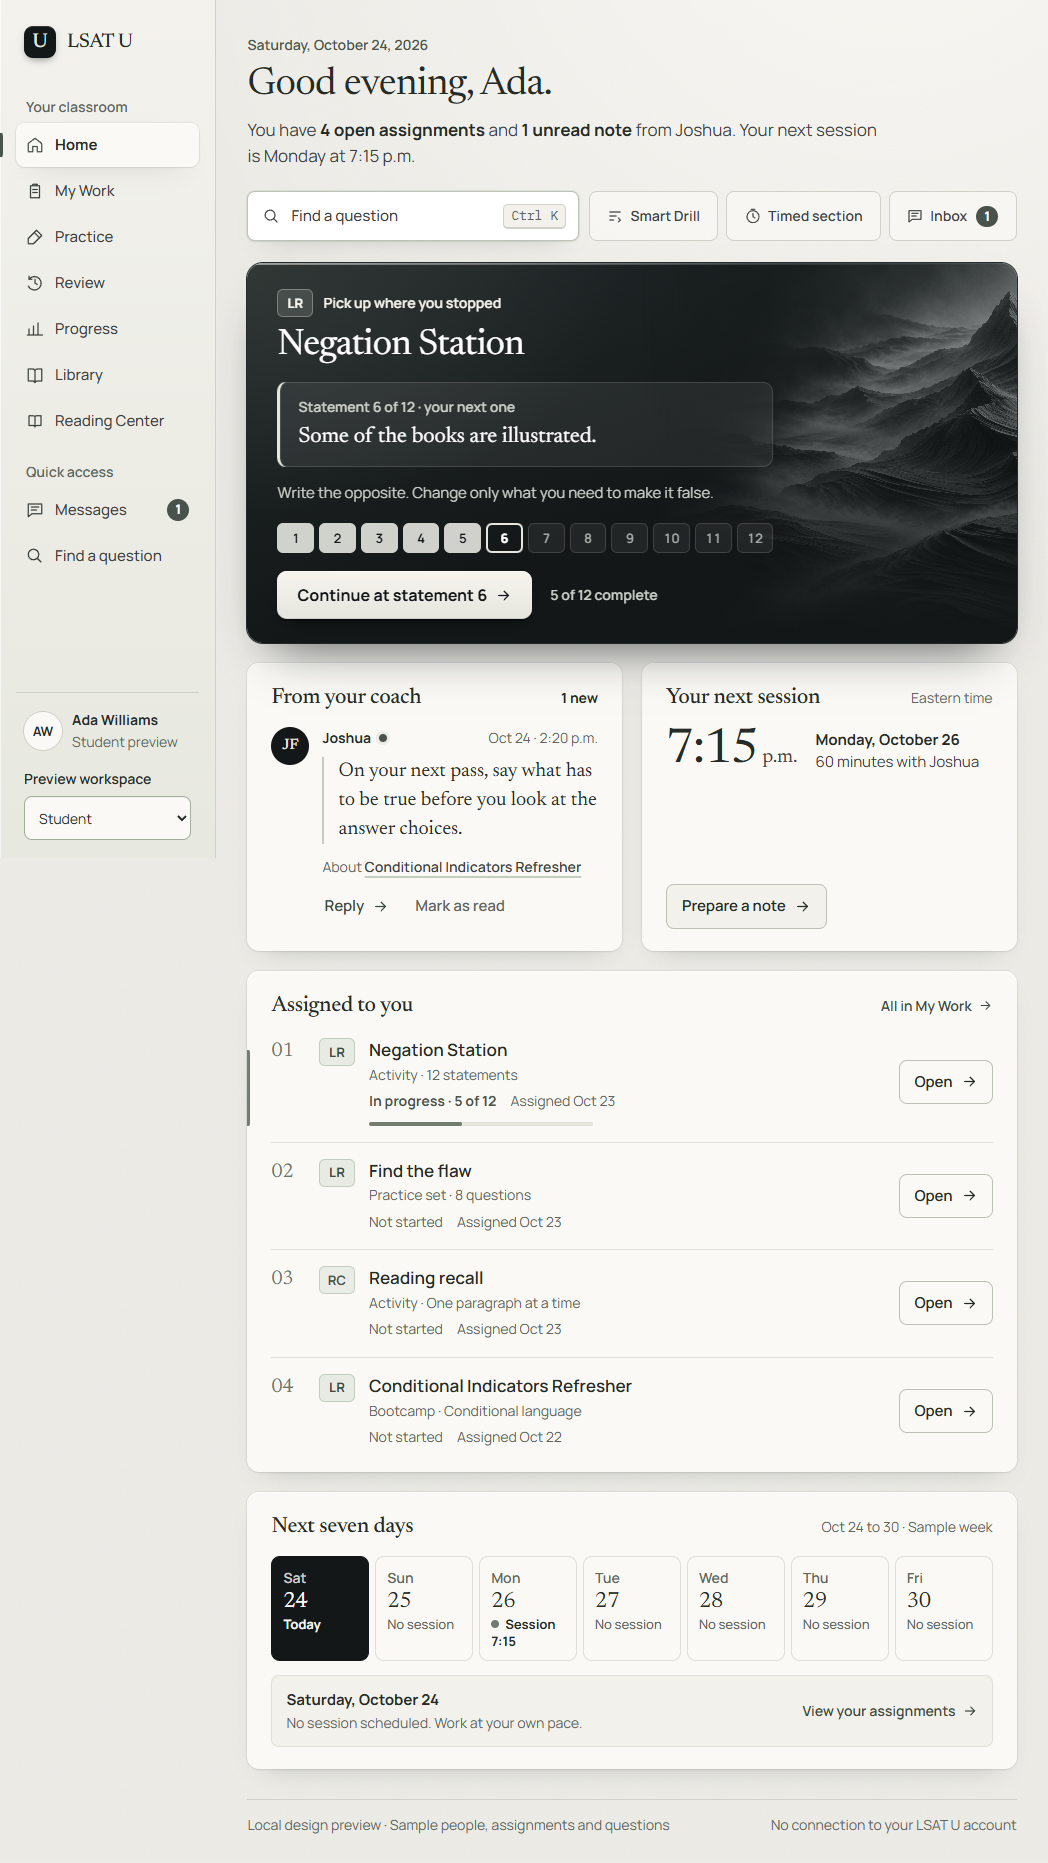 U LSAT U
Your classroom
Home
My Work
Practice
Review
Progress
Library
Reading Center
Quick access
Messages 1
Find a question
AW Ada Williams
Student preview
Preview workspace
Student
Saturday, October 24, 2026
Good evening, Ada.
You have 4 open assignments and 1 unread note from Joshua. Your next session
is Monday at 7:15 p.m.
Find a question Ctrl K Smart Drill Timed section Inbox 1
LR Pick up where you stopped
Negation Station
Statement 6 of 12 · your next one
Some of the books are illustrated.
Write the opposite. Change only what you need to make it false.
1 2 3 4 5 6 7 8 9 10 11 12
Continue at statement 6 → 5 of 12 complete
From your coach 1 new
JF Joshua Oct 24 · 2:20 p.m.
On your next pass, say what has
to be true before you look at the
answer choices.
About Conditional Indicators Refresher
Reply → Mark as read
Your next session Eastern time
7:15 p.m. Monday, October 26
60 minutes with Joshua
Prepare a note →
Assigned to you All in My Work →
01 LR Negation Station
Activity · 12 statements
In progress · 5 of 12 Assigned Oct 23
Open →
02 LR Find the flaw
Practice set · 8 questions
Not started Assigned Oct 23
Open →
03 RC Reading recall
Activity · One paragraph at a time
Not started Assigned Oct 23
Open →
04 LR Conditional Indicators Refresher
Bootcamp · Conditional language
Not started Assigned Oct 22
Open →
Next seven days Oct 24 to 30 · Sample week
Sat
24
Today
Sun
25
No session
Mon
26
Session
7:15
Tue
27
No session
Wed
28
No session
Thu
29
No session
Fri
30
No session
Saturday, October 24
No session scheduled. Work at your own pace.
View your assignments →
Local design preview · Sample people, assignments and questions No connection to your LSAT U account